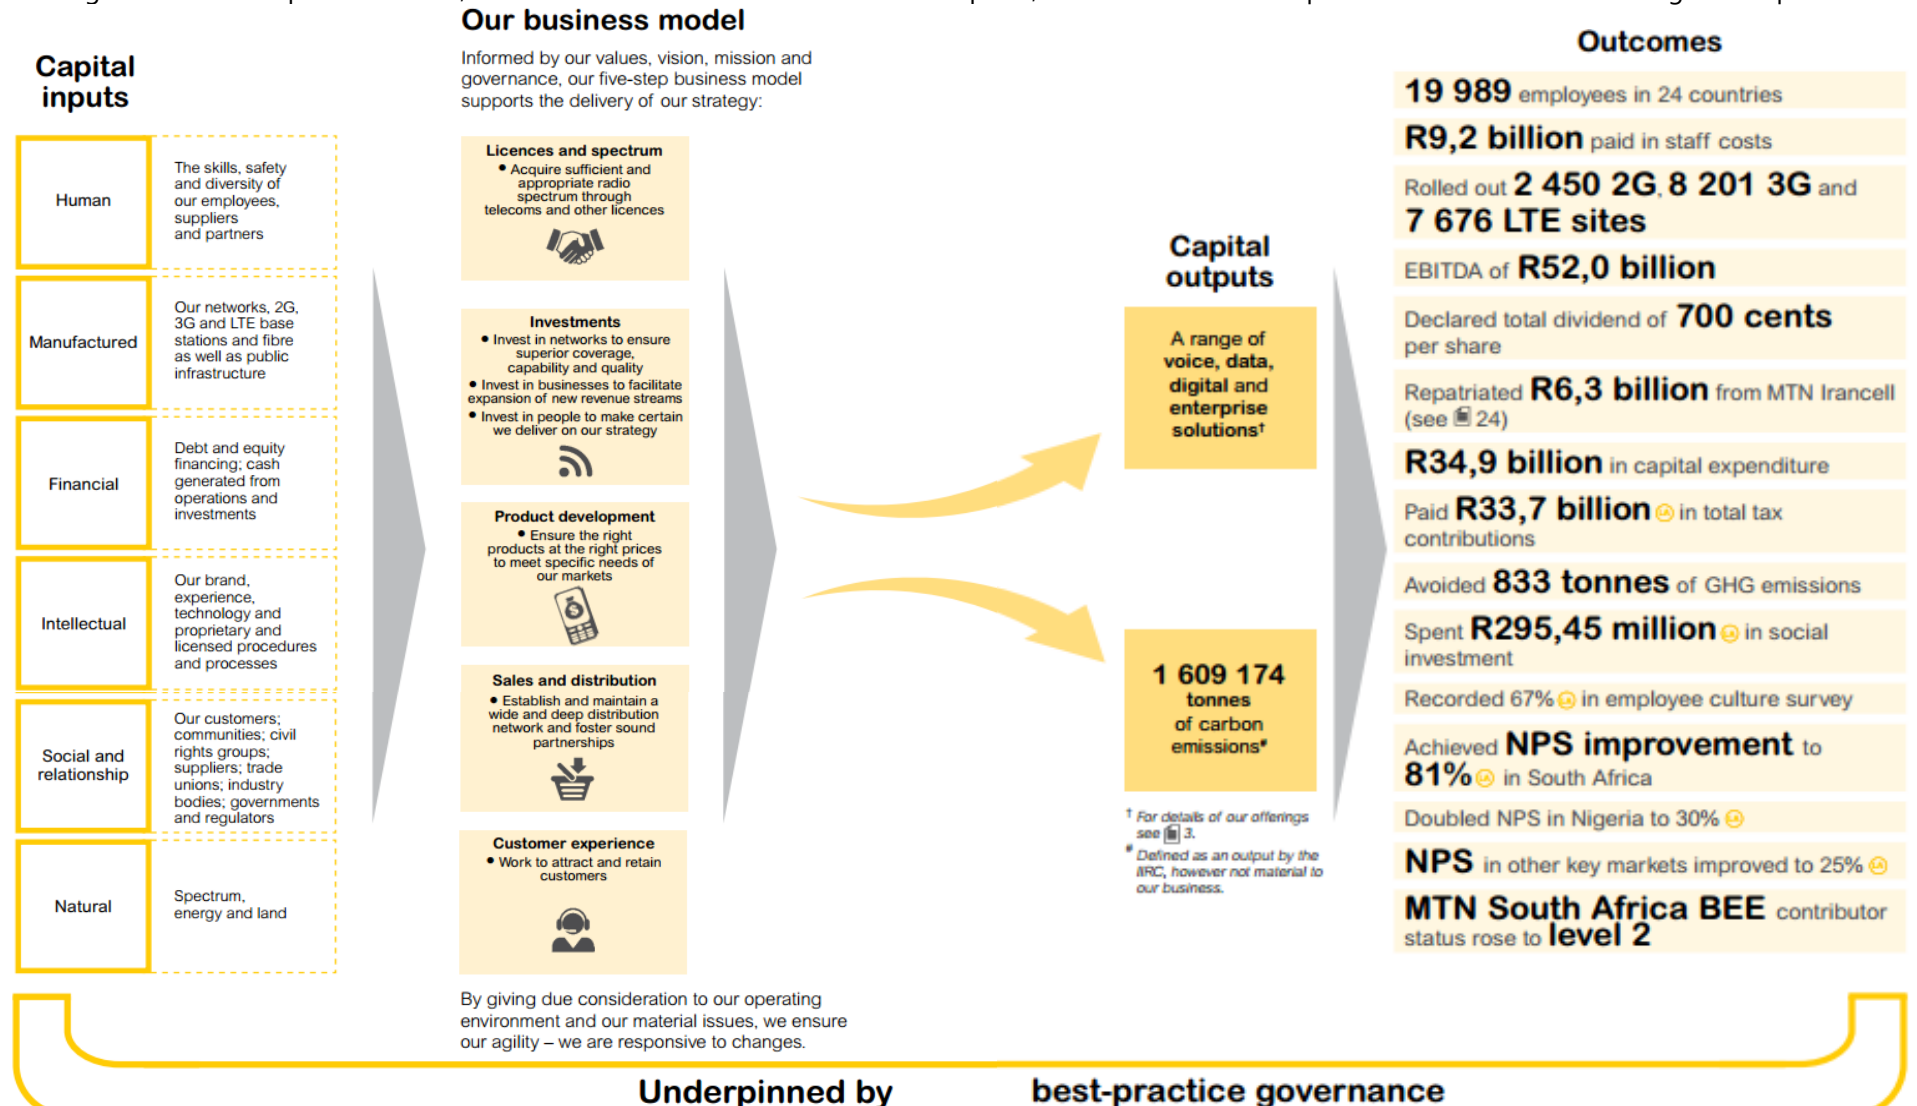 Our business model
Informed by our values, vision, mission and
governance, our five-step business model
supports the delivery of our strategy:
Capital
inputs
Human
The skills, safety
and diversity of
our employees,
suppliers
and partners
Manufactured
Our networks, 2G,
3G and LTE base
stations and fibre
as well as public
infrastructure
Financial
Debt and equity
financing; cash
generated from
operations and
investments
Intellectual
Our brand,
experience,
technology and
proprietary and
licensed procedures
and processes
Social and
relationship
Our customers;
communities; civil
rights groups;
suppliers; trade
unions; industry
bodies; governments
and regulators
Natural
Spectrum,
energy and land
Licences and spectrum
• Acquire sufficient and
appropriate radio
spectrum through
telecoms and other licences
Investments
• Invest in networks to ensure
superior coverage,
capability and quality
• Invest in businesses to facilitate
expansion of new revenue streams
• Invest in people to make certain
we deliver on our strategy
Product development
• Ensure the right
products at the right prices
to meet specific needs of
our markets
Sales and distribution
• Establish and maintain a
wide and deep distribution
network and foster sound
partnerships
Customer experience
• Work to attract and retain
customers
By giving due consideration to our operating
environment and our material issues, we ensure
our agility – we are responsive to changes.
Capital
outputs
A range of
voice, data,
digital and
enterprise
solutions†
1 609 174
tonnes
of carbon
emissions#
† For details of our offerings
see 3.
# Defined as an output by the
IIRC, however not material to
our business.
Outcomes
19 989 employees in 24 countries
R9,2 billion paid in staff costs
Rolled out 2 450 2G, 8 201 3G and
7 676 LTE sites
EBITDA of R52,0 billion
Declared total dividend of 700 cents
per share
Repatriated R6,3 billion from MTN Irancell
(see 24)
R34,9 billion in capital expenditure
Paid R33,7 billion LA in total tax
contributions
Avoided 833 tonnes of GHG emissions
Spent R295,45 million LA in social
investment
Recorded 67% LA in employee culture survey
Achieved NPS improvement to
81% LA in South Africa
Doubled NPS in Nigeria to 30% LA
NPS in other key markets improved to 25% LA
MTN South Africa BEE contributor
status rose to level 2
Underpinned by best-practice governance